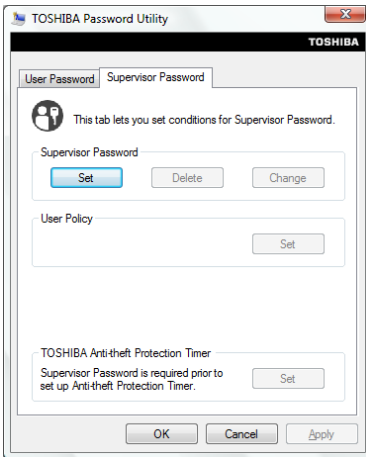 TOSHIBA Password Utility
TOSHIBA
User Password Supervisor Password
This tab lets you set conditions for Supervisor Password.
Supervisor Password
Set Delete Change
User Policy
Set
TOSHIBA Anti-theft Protection Timer
Supervisor Password is required prior to
set up Anti-theft Protection Timer.
Set
OK Cancel Apply